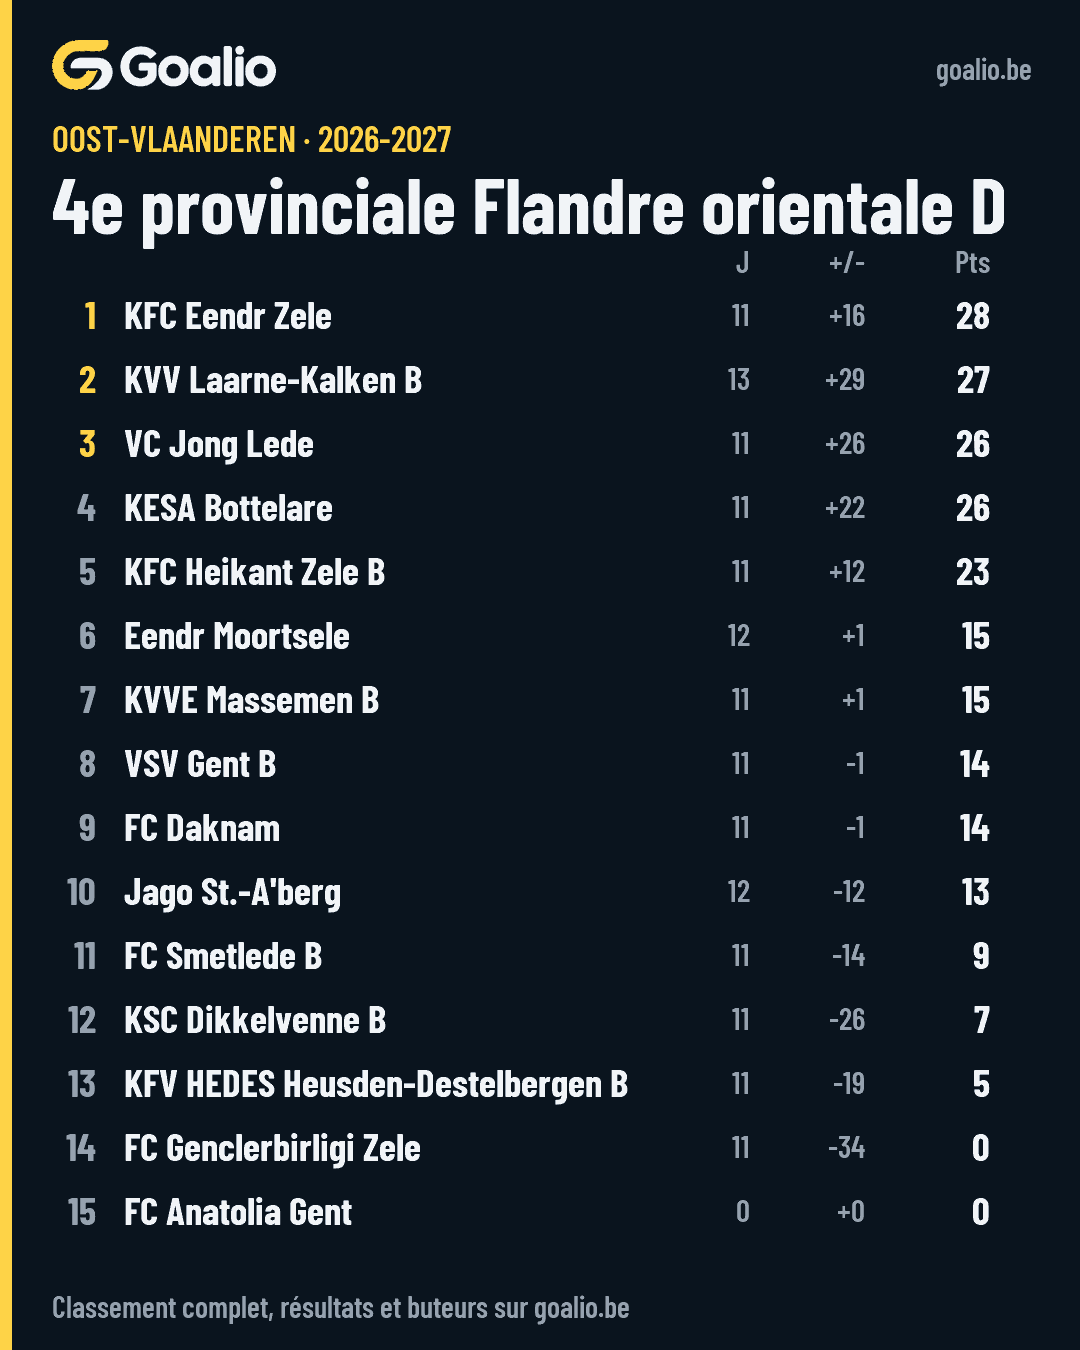 Goalio
goalio.be
OOST-VLAANDEREN · 2026-2027
4e provinciale Flandre orientale D
J +/- Pts
1 KFC Eendr Zele 11 +16 28
2 KVV Laarne-Kalken B 13 +29 27
3 VC Jong Lede 11 +26 26
4 KESA Bottelare 11 +22 26
5 KFC Heikant Zele B 11 +12 23
6 Eendr Moortsele 12 +1 15
7 KVVE Massemen B 11 +1 15
8 VSV Gent B 11 -1 14
9 FC Daknam 11 -1 14
10 Jago St.-A'berg 12 -12 13
11 FC Smetlede B 11 -14 9
12 KSC Dikkelvenne B 11 -26 7
13 KFV HEDES Heusden-Destelbergen B 11 -19 5
14 FC Genclerbirligi Zele 11 -34 0
15 FC Anatolia Gent 0 +0 0
Classement complet, résultats et buteurs sur goalio.be